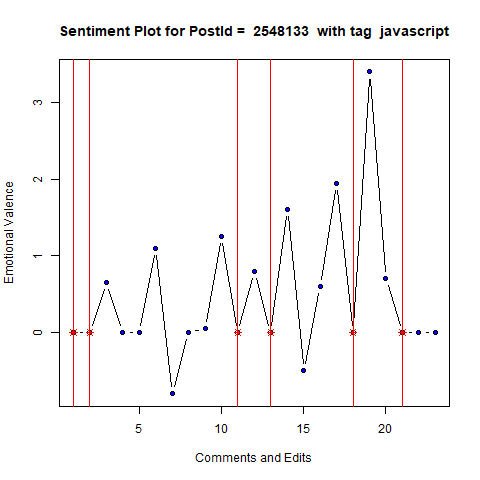 Sentiment Plot for PostId =  2548133  with tag  javascript
Emotional Valence
3
2
1
0
5 10 15 20
Comments and Edits